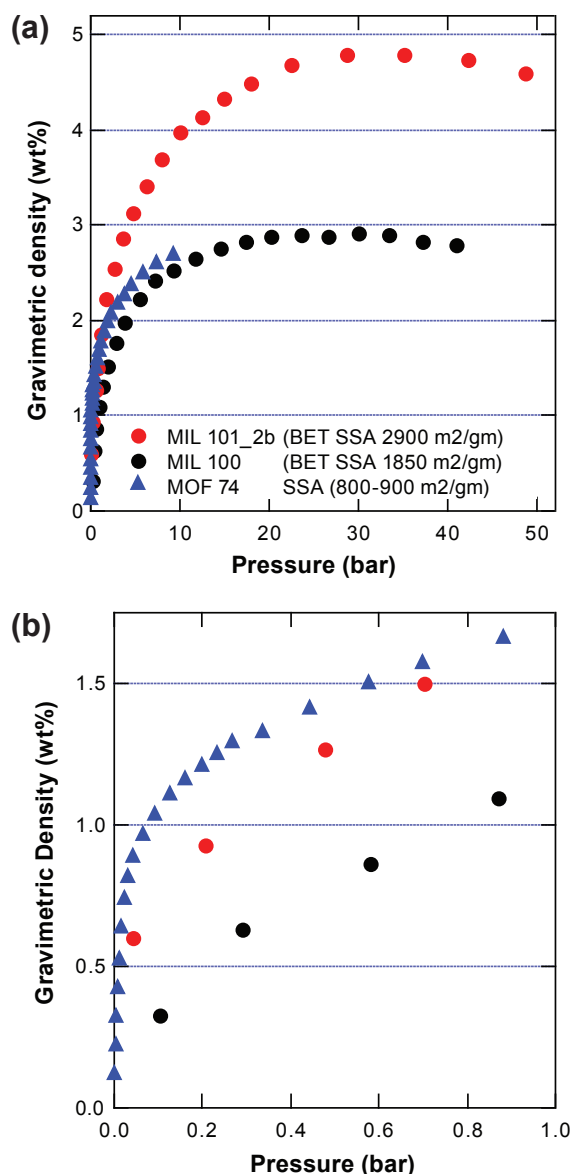 (a)
Gravimetric density (wt%)
5
4
3
2
1
0
MIL 101_2b (BET SSA 2900 m2/gm)
MIL 100 (BET SSA 1850 m2/gm)
MOF 74 SSA (800-900 m2/gm)
0 10 20 30 40 50
Pressure (bar)
(b)
Gravimetric Density (wt%)
1.5
1.0
0.5
0.0
0.0 0.2 0.4 0.6 0.8 1.0
Pressure (bar)